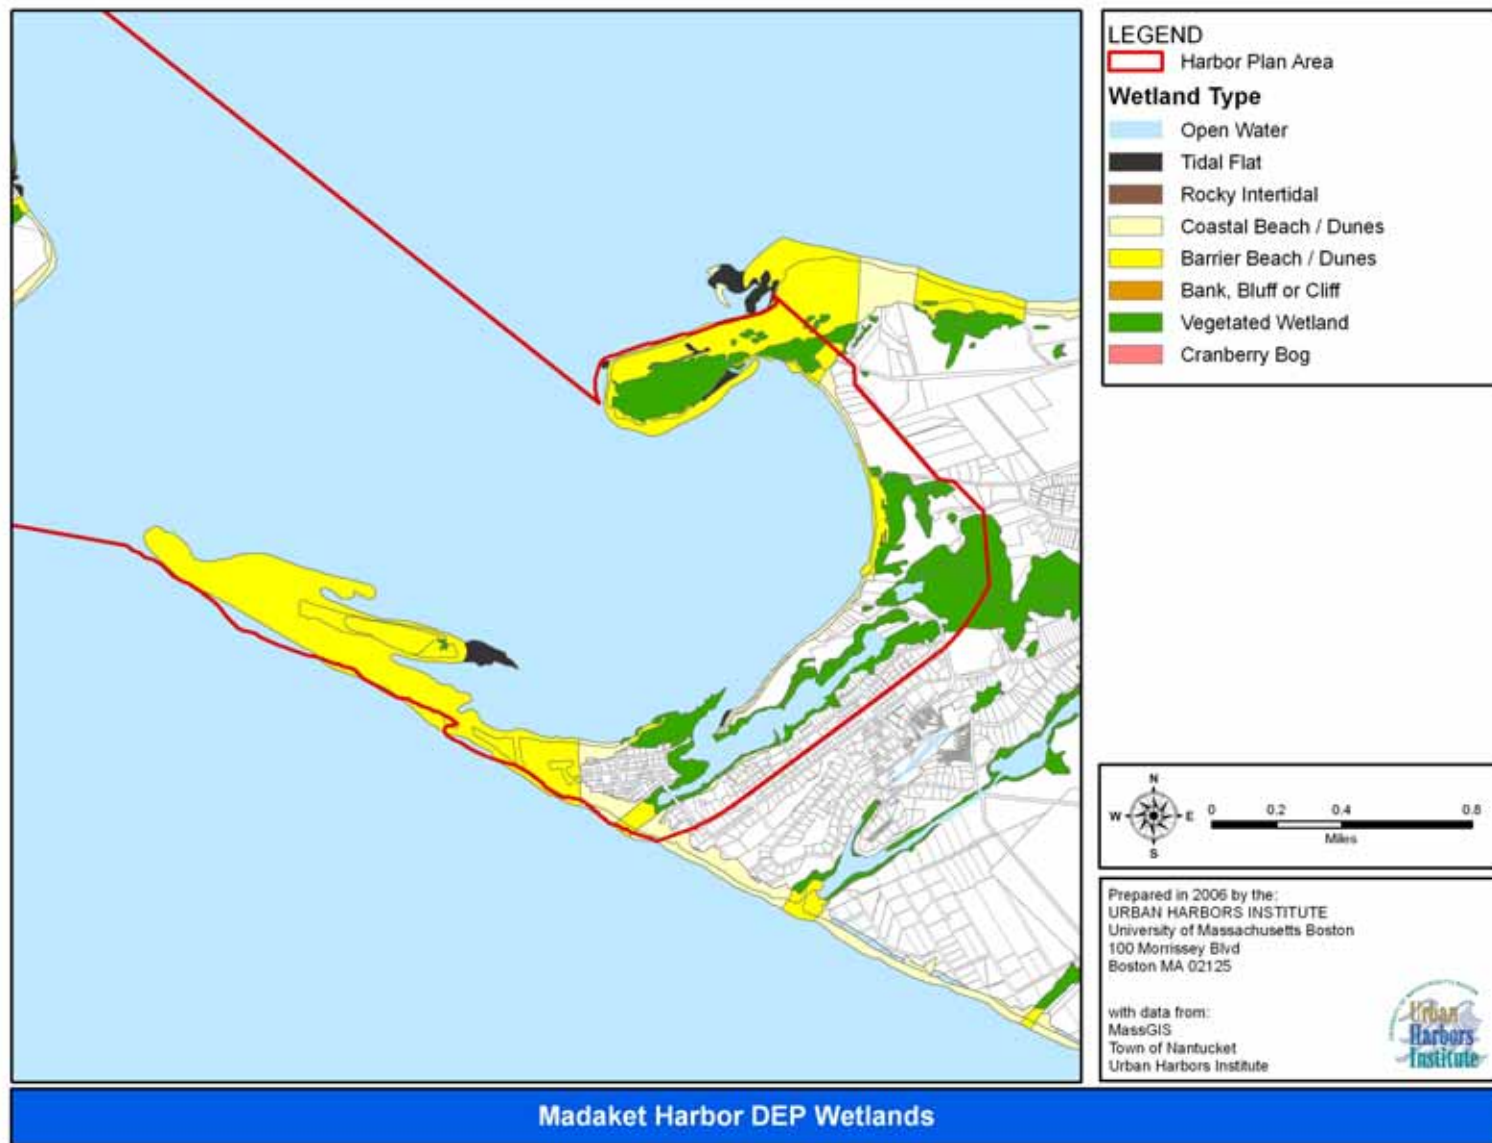 LEGEND
Harbor Plan Area
Wetland Type
Open Water
Tidal Flat
Rocky Intertidal
Coastal Beach / Dunes
Barrier Beach / Dunes
Bank, Bluff or Cliff
Vegetated Wetland
Cranberry Bog
N
W E
S
0 0.2 0.4 0.8
Miles
Prepared in 2006 by the:
URBAN HARBORS INSTITUTE
University of Massachusetts Boston
100 Morrissey Blvd
Boston MA 02125
with data from:
MassGIS
Town of Nantucket
Urban Harbors Institute
Urban
Harbors
Institute
Madaket Harbor DEP Wetlands